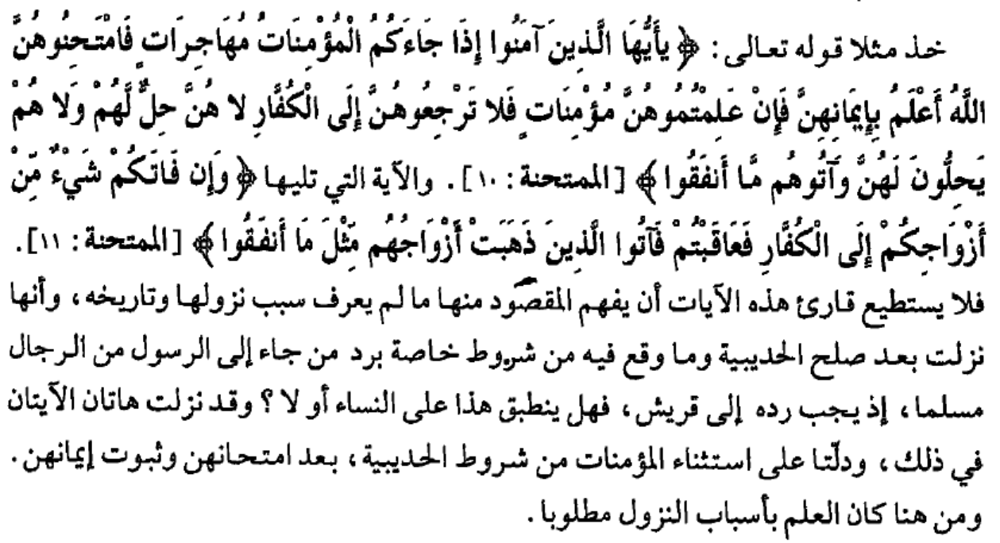 خذ مثلا قوله تعالى: ﴿ يأَيُّهَا الَّذِينَ آمَنُوا إِذَا جَاءَكُمُ الْمُؤْمِنَاتُ مُهَاجِرَاتٍ فَامْتَحِنُوهُنَّ
اللَّهُ أَعْلَمُ بِإِيمَانِهِنَّ فَإِنْ عَلِمْتُمُوهُنَّ مُؤْمِنَاتٍ فَلا تَرْجِعُوهُنَّ إِلَى الْكُفَّارِ لا هُنَّ حِلٌّ لَّهُمْ وَلا هُمْ
يَحِلُّونَ لَهُنَّ وَآتُوهُم مَّا أَنفَقُوا ﴾ [الممتحنة: ١٠]. والآية التي تليها ﴿ وَإِن فَاتَكُمْ شَيْءٌ مِّنْ
أَزْوَاجِكُمْ إِلَى الْكُفَّارِ فَعَاقَبْتُمْ فَآتُوا الَّذِينَ ذَهَبَتْ أَزْوَاجُهُم مِّثْلَ مَا أَنفَقُوا ﴾ [الممتحنة: ١١].
فلا يستطيع قارئ هذه الآيات أن يفهم المقصود منها ما لم يعرف سبب نزولها وتاريخه، وأنها
نزلت بعد صلح الحديبية وما وقع فيه من شروط خاصة برد من جاء إلى الرسول من الرجال
مسلما، إذ يجب رده إلى قريش، فهل ينطبق هذا على النساء أو لا؟ وقد نزلت هاتان الآيتان
في ذلك، ودلّتا على استثناء المؤمنات من شروط الحديبية، بعد امتحانهن وثبوت إيمانهن.
ومن هنا كان العلم بأسباب النزول مطلوبا.